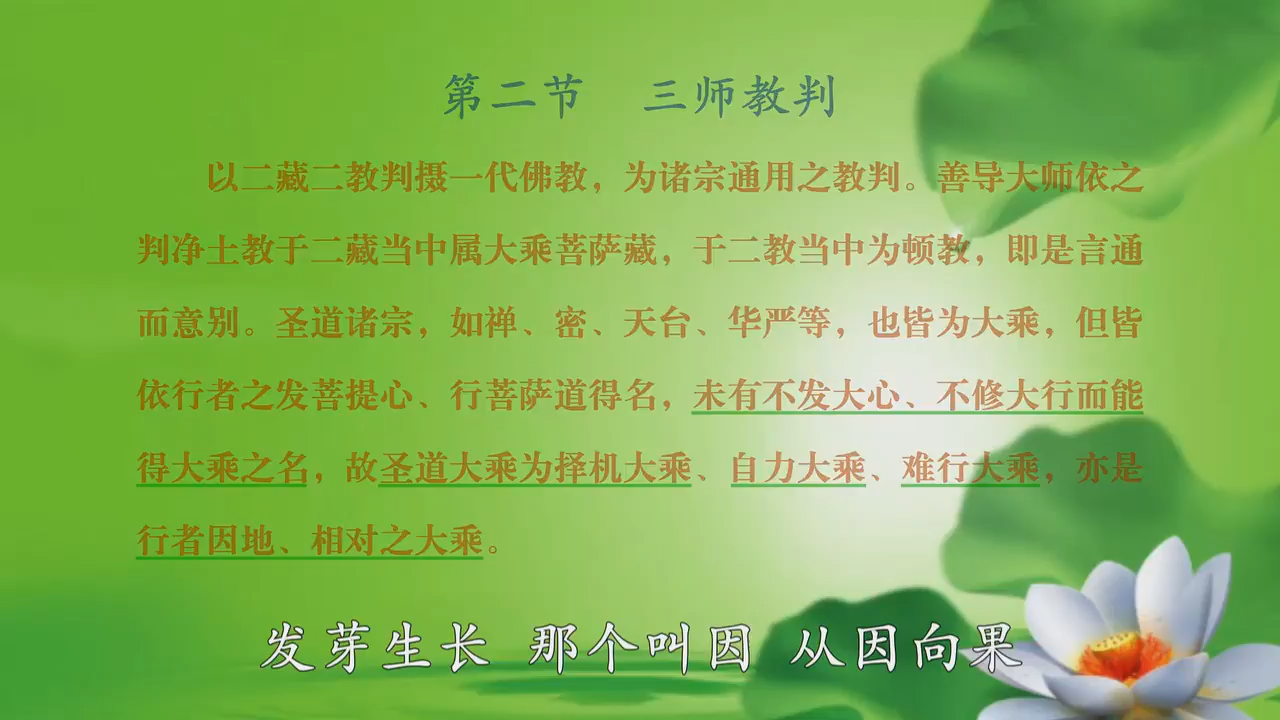 第二节 三师教判
以二藏二教判摄一代佛教，为诸宗通用之教判。善导大师依之
判净土教于二藏当中属大乘菩萨藏，于二教当中为顿教，即是言通
而意别。圣道诸宗，如禅、密、天台、华严等，也皆为大乘，但皆
依行者之发菩提心、行菩萨道得名，未有不发大心、不修大行而能
得大乘之名，故圣道大乘为择机大乘、自力大乘、难行大乘，亦是
行者因地、相对之大乘。
发芽生长 那个叫因 从因向果